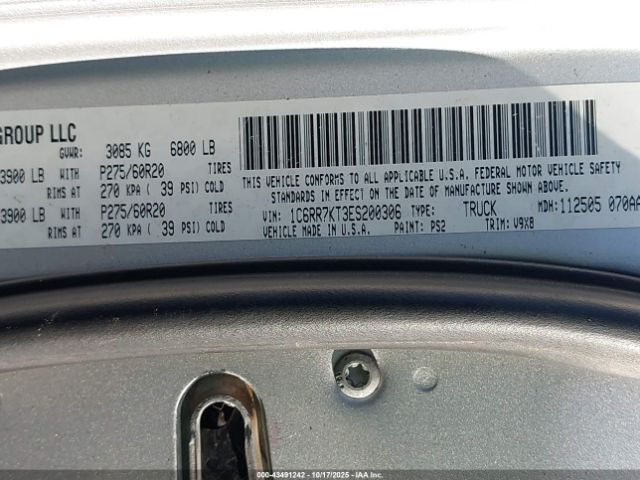 GROUP LLC
GVWR: 3085 KG 6800 LB
3900 LB WITH P275/60R20 TIRES
RIMS AT 270 KPA ( 39 PSI) COLD
3900 LB WITH P275/60R20 TIRES
RIMS AT 270 KPA ( 39 PSI) COLD
THIS VEHICLE CONFORMS TO ALL APPLICABLE U.S.A. FEDERAL MOTOR VEHICLE SAFETY
STANDARDS IN EFFECT ON THE DATE OF MANUFACTURE SHOWN ABOVE.
VIN: 1C6RR7KT3ES200306 TYPE: TRUCK MDH: 112505 070AA
VEHICLE MADE IN U.S.A. PAINT: PS2 TRIM: V9X8
000-43491242 - 10/17/2025 - IAAI.COM